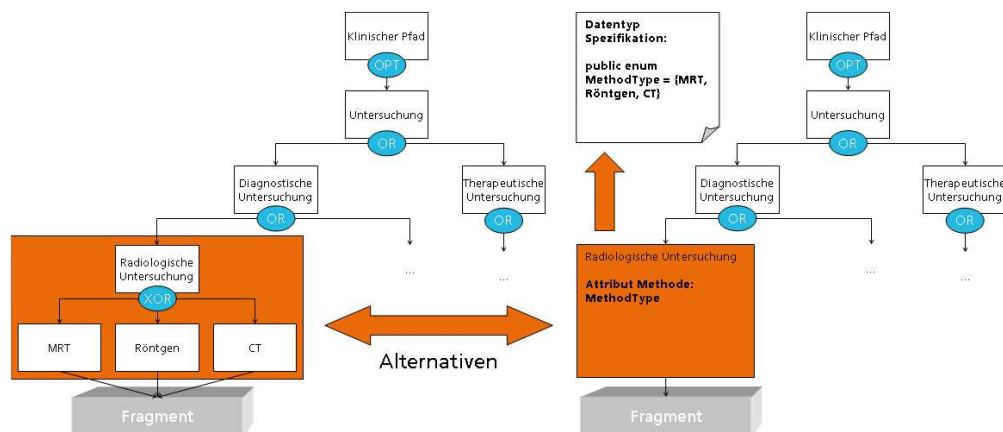 Klinischer Pfad
OPT
Untersuchung
OR
Diagnostische
Untersuchung
OR
Therapeutische
Untersuchung
OR
...
...
Radiologische
Untersuchung
XOR
MRT
Röntgen
CT
Fragment
Alternativen
Datentyp
Spezifikation:
public enum
MethodType = {MRT,
Röntgen, CT}
Klinischer Pfad
OPT
Untersuchung
OR
Diagnostische
Untersuchung
OR
Therapeutische
Untersuchung
OR
...
...
Radiologische Untersuchung
Attribut Methode:
MethodType
Fragment